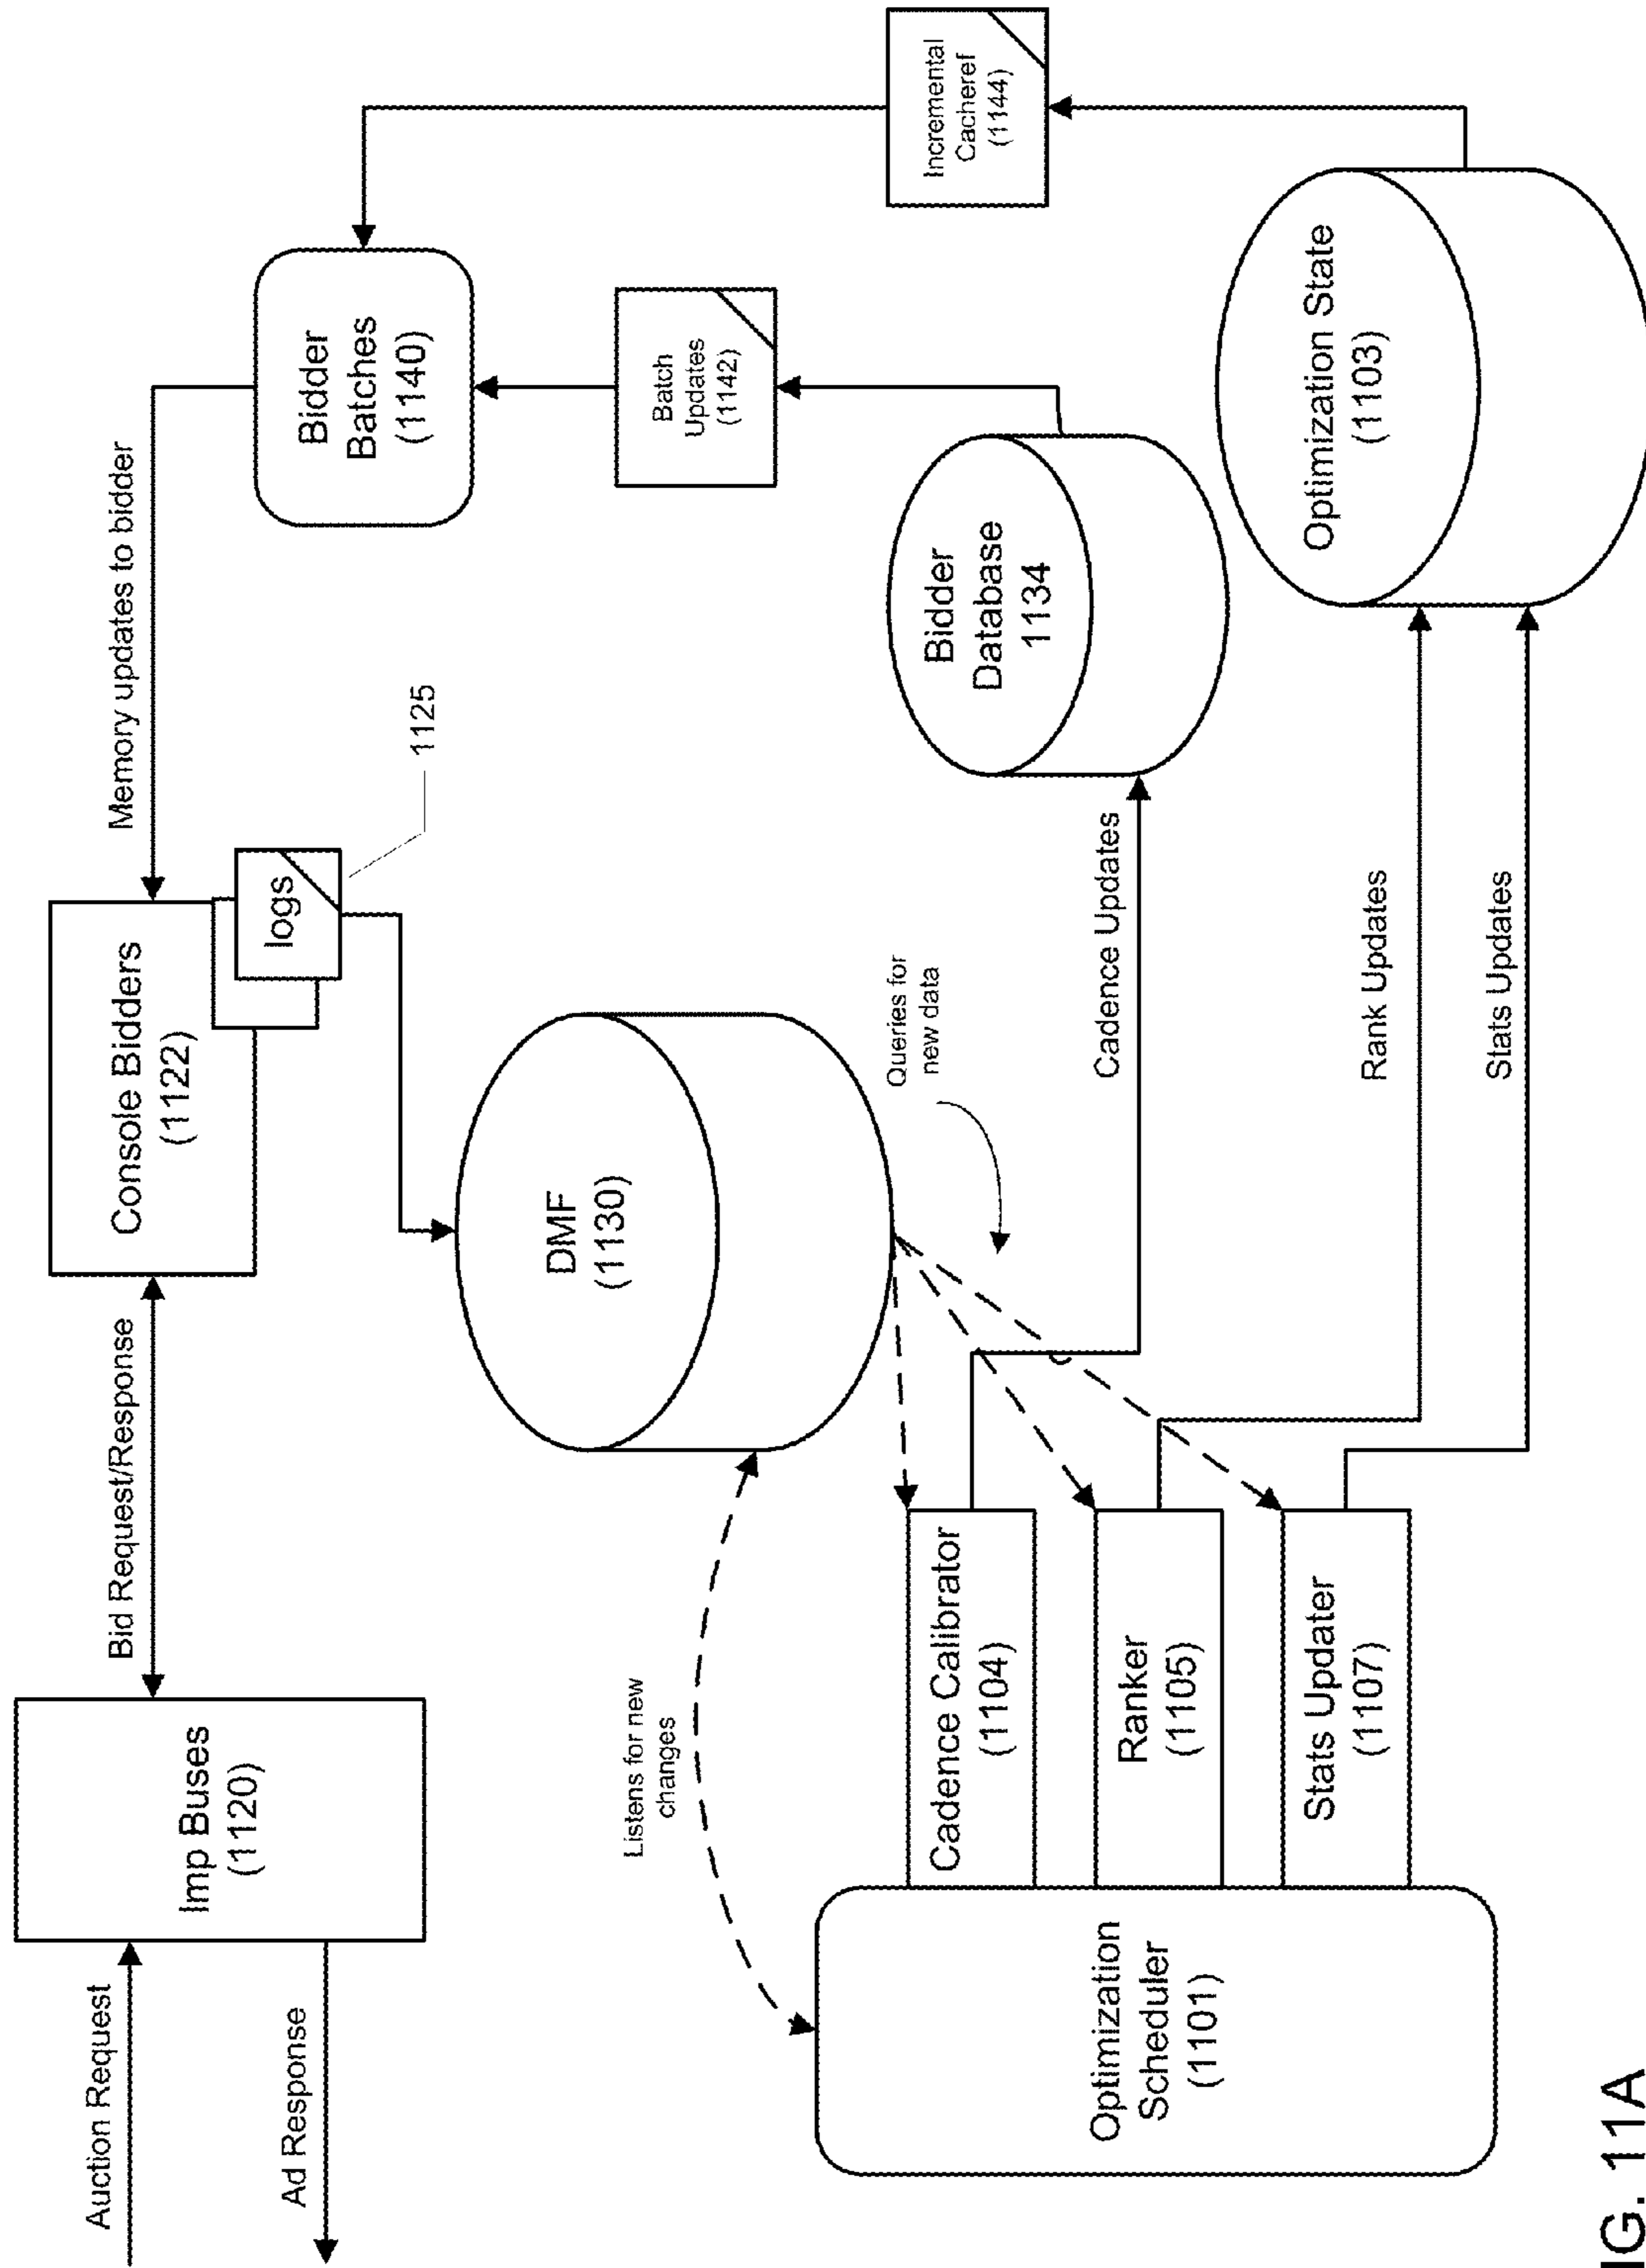 Auction Request
Ad Response
Imp Buses
(1120)
Bid Request/Response
Console Bidders
(1122)
logs
1125
Memory updates to bidder
Bidder
Batches
(1140)
Batch
Updates
(1142)
Incremental
Cacheref
(1144)
DMF
(1130)
Listens for new
changes
Queries for
new data
Optimization
Scheduler
(1101)
Cadence Calibrator
(1104)
Ranker
(1105)
Stats Updater
(1107)
Cadence Updates
Rank Updates
Stats Updates
Bidder
Database
1134
Optimization State
(1103)
IG. 11A